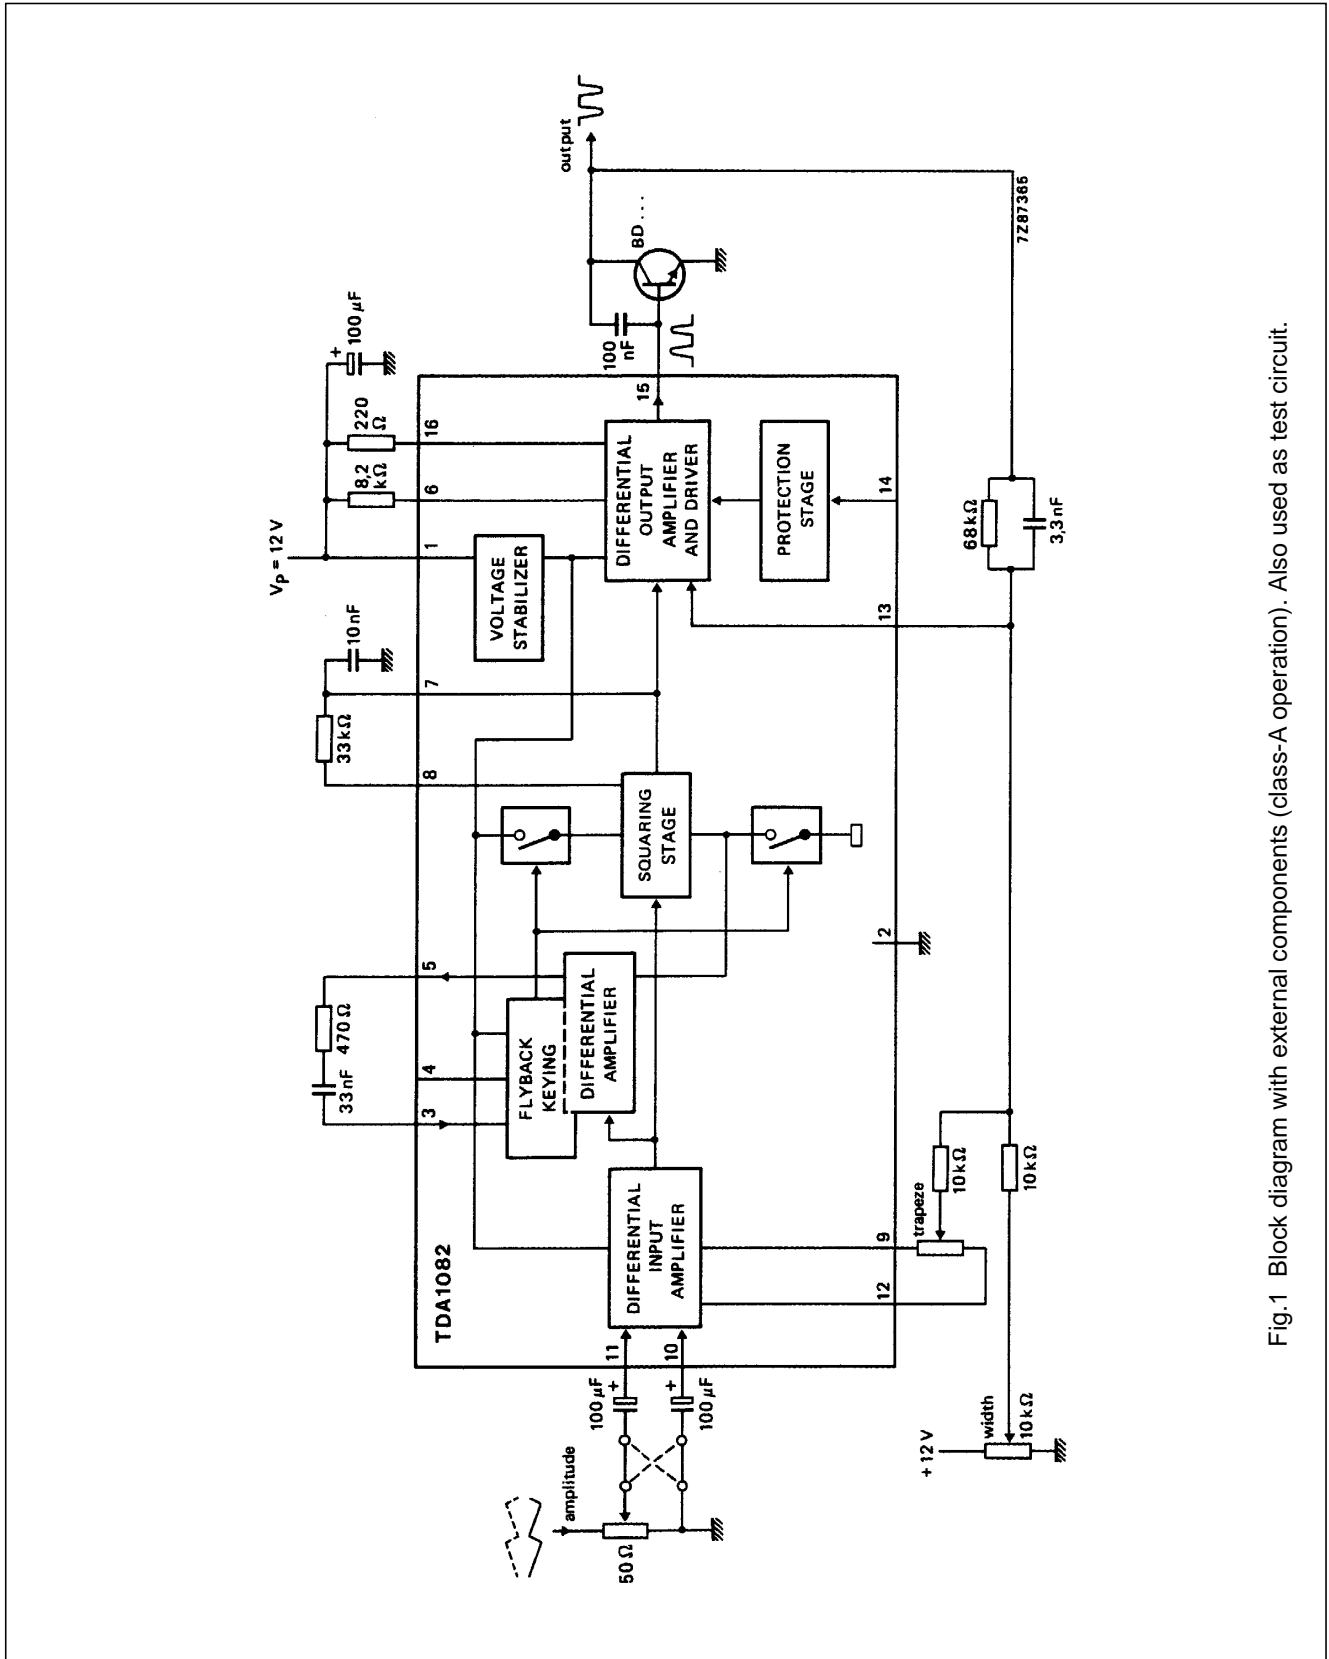 V_P = 12 V
100 μF
+
8,2 kΩ
220 Ω
10 nF
33 kΩ
470 Ω
33 nF
3
4
5
8
7
1
6
16
TDA1082
VOLTAGE STABILIZER
FLYBACK KEYING
DIFFERENTIAL AMPLIFIER
amplitude
50 Ω
100 μF
+
11
100 μF
+
10
DIFFERENTIAL INPUT AMPLIFIER
SQUARING STAGE
DIFFERENTIAL OUTPUT AMPLIFIER AND DRIVER
15
100 nF
BD . . .
output
PROTECTION STAGE
12
9
2
13
14
trapeze
10 kΩ
+12 V
width
10 kΩ
10 kΩ
68 kΩ
3,3 nF
7Z87365
Fig.1 Block diagram with external components (class-A operation). Also used as test circuit.